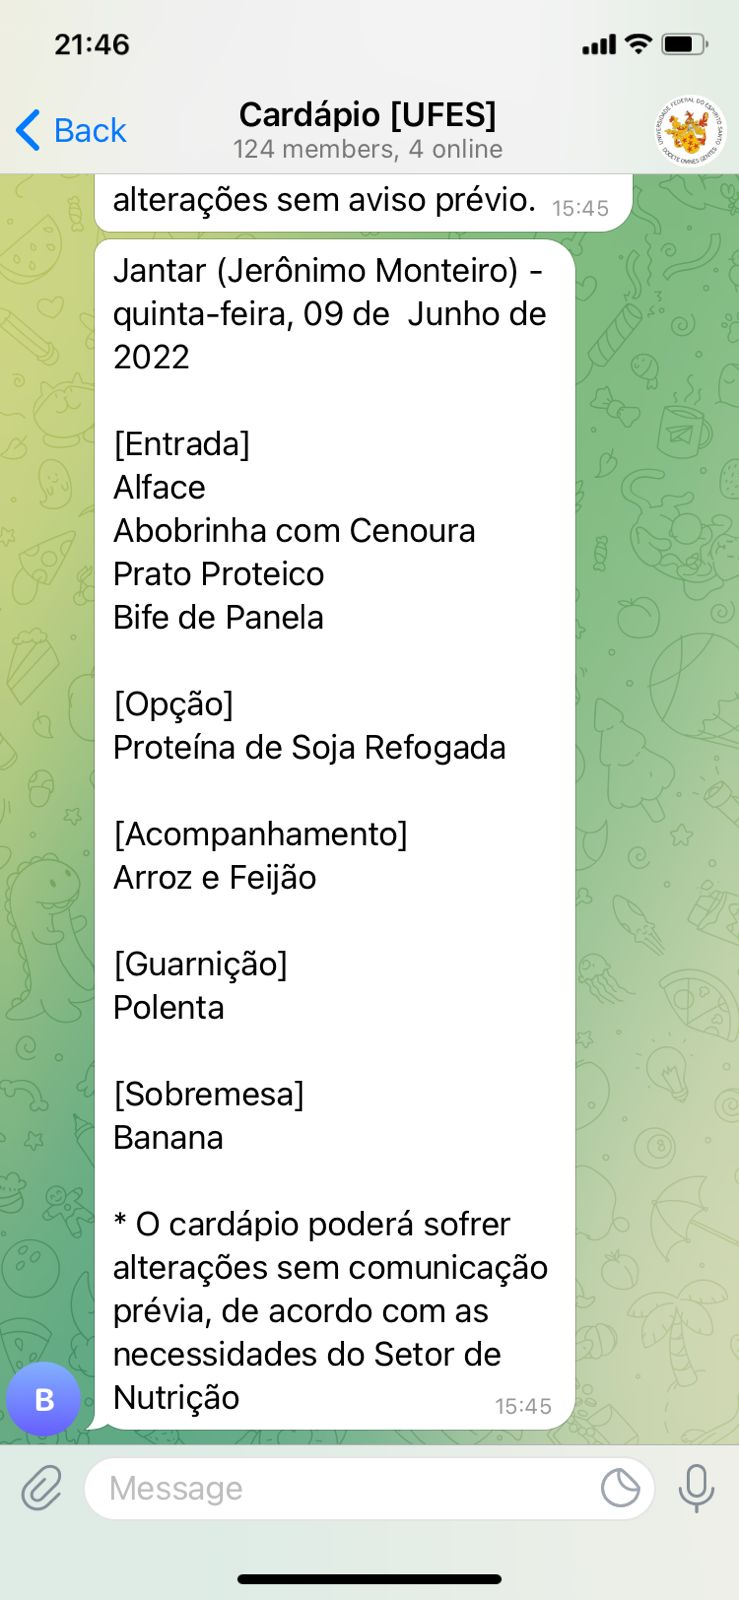 21:46
Back
Cardápio [UFES]
124 members, 4 online
UNIVERSIDADE FEDERAL DO ESPIRITO SANTO
DOCETE OMNES GENTES
alterações sem aviso prévio. 15:45
Jantar (Jerônimo Monteiro) -
quinta-feira, 09 de  Junho de
2022
[Entrada]
Alface
Abobrinha com Cenoura
Prato Proteico
Bife de Panela
[Opção]
Proteína de Soja Refogada
[Acompanhamento]
Arroz e Feijão
[Guarnição]
Polenta
[Sobremesa]
Banana
* O cardápio poderá sofrer
alterações sem comunicação
prévia, de acordo com as
necessidades do Setor de
Nutrição 15:45
B
Message